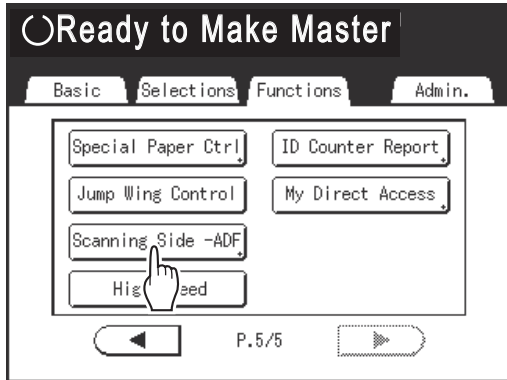 Ready to Make Master
Basic Selections Functions Admin.
Special Paper Ctrl ID Counter Report
Jump Wing Control My Direct Access
Scanning Side -ADF
P.5/5